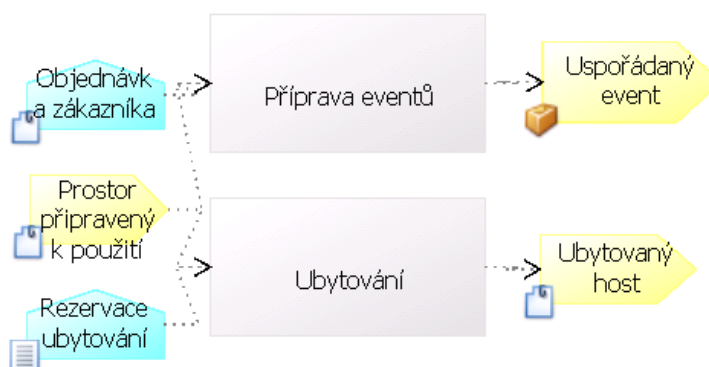 Objednávk
a zákazníka
Příprava eventů
Uspořádaný
event
Prostor
připravený
k použití
Ubytování
Ubytovaný
host
Rezervace
ubytování